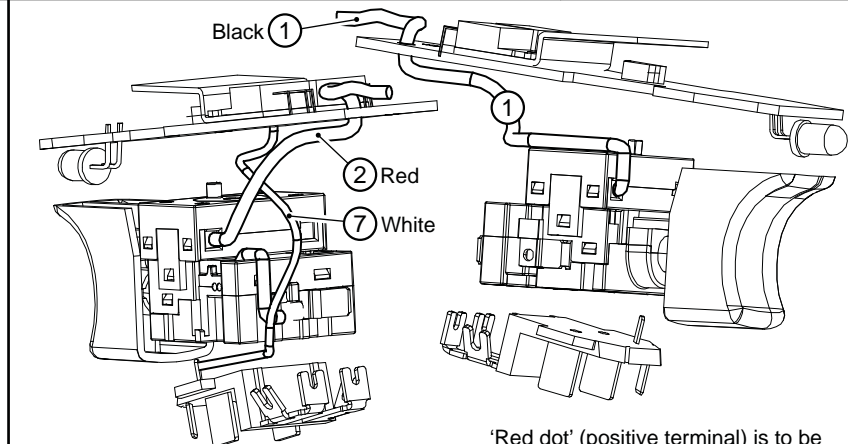 Black 1
1
2 Red
7 White
'Red dot' (positive terminal) is to be